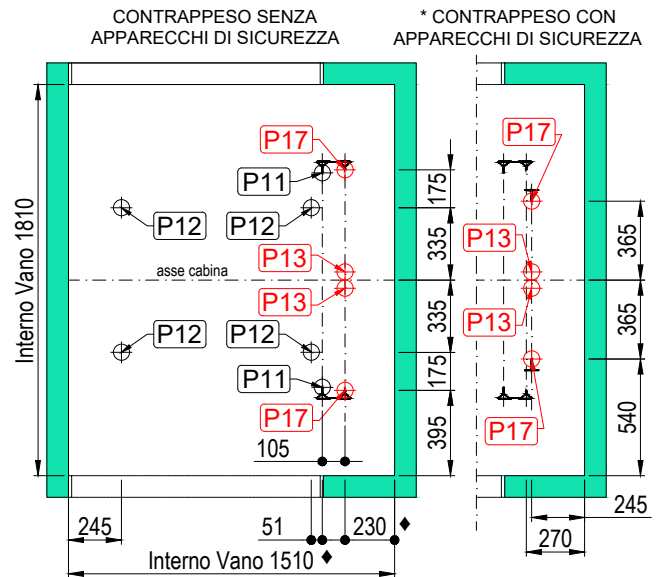 CONTRAPPESO SENZA
APPARECCHI DI SICUREZZA
* CONTRAPPESO CON
APPARECCHI DI SICUREZZA
P17
P11
P12
P12
P13
asse cabina
P13
P12
P12
P11
P17
Interno Vano 1810
175
335
335
175
395
105
245
51
230 ♦
Interno Vano 1510 ♦
P17
P13
P13
P17
365
365
540
245
270